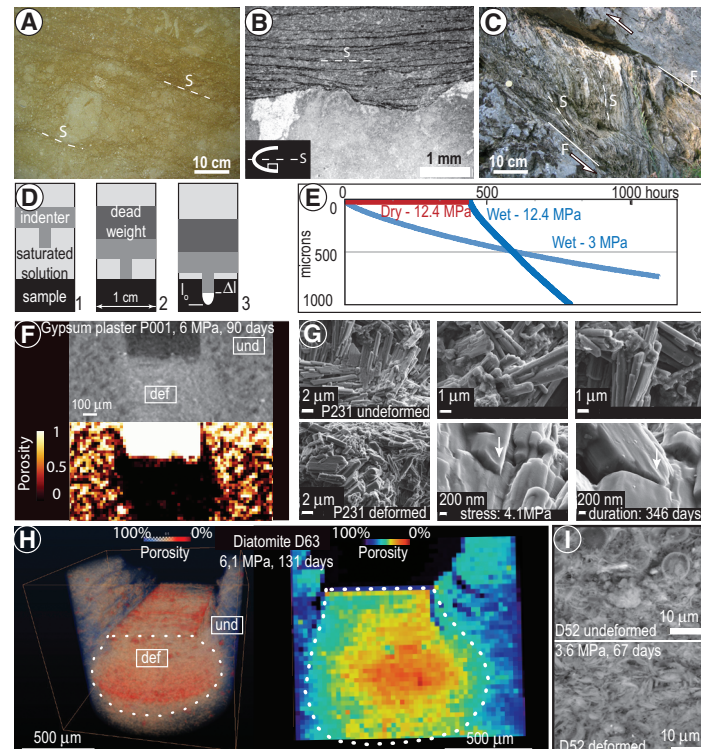 A
S
S
10 cm
B
S
S
1 mm
C
F
S
S
F
10 cm
D
indenter
saturated
solution
sample
1
dead
weight
1 cm
2
lo
Δl
3
E
0 500 1000 hours
0
500
1000
microns
Dry - 12.4 MPa
Wet - 12.4 MPa
Wet - 3 MPa
F
Gypsum plaster P001, 6 MPa, 90 days
und
def
100 μm
Porosity
1
0.5
0
G
2 μm
P231 undeformed
1 μm
1 μm
2 μm
P231 deformed
200 nm
stress: 4.1MPa
200 nm
duration: 346 days
H
100% 0%
Porosity
Diatomite D63
6,1 MPa, 131 days
100% 0%
Porosity
und
def
500 μm
500 μm
I
10 μm
D52 undeformed
3.6 MPa, 67 days
10 μm
D52 deformed